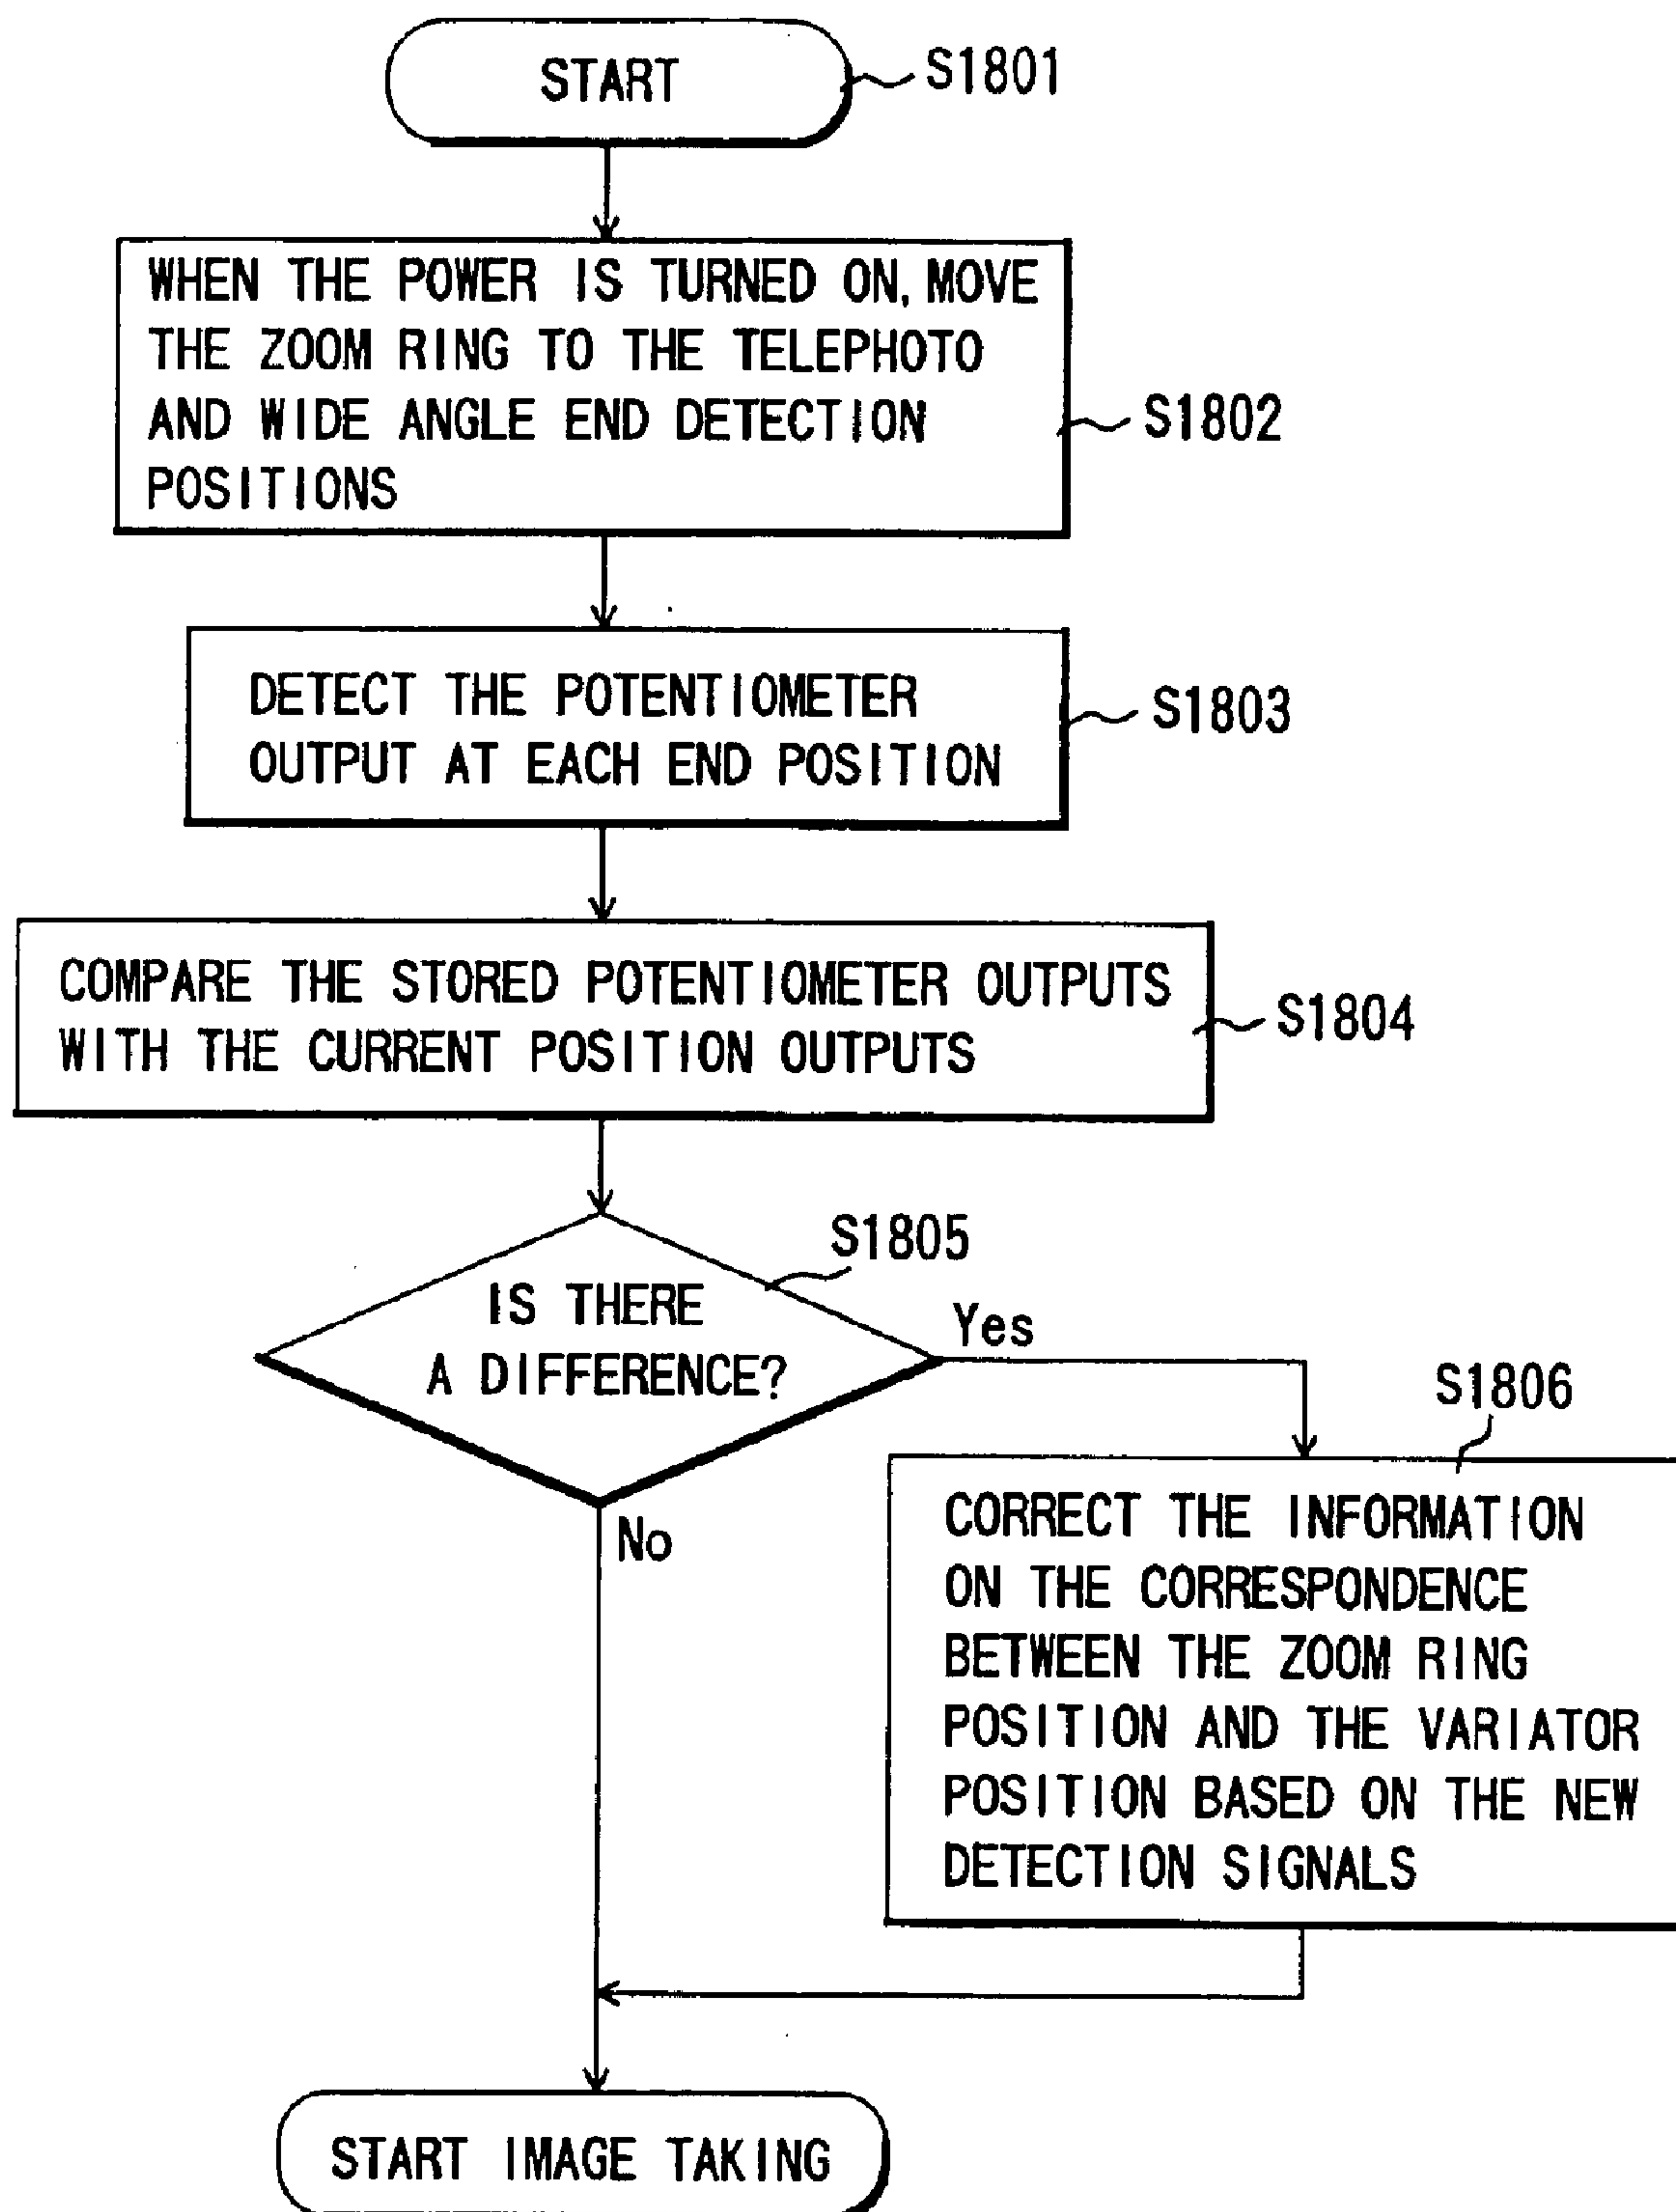 START
S1801
WHEN THE POWER IS TURNED ON, MOVE
THE ZOOM RING TO THE TELEPHOTO
AND WIDE ANGLE END DETECTION
POSITIONS
S1802
DETECT THE POTENTIOMETER
OUTPUT AT EACH END POSITION
S1803
COMPARE THE STORED POTENTIOMETER OUTPUTS
WITH THE CURRENT POSITION OUTPUTS
S1804
S1805
IS THERE
A DIFFERENCE?
Yes
No
S1806
CORRECT THE INFORMATION
ON THE CORRESPONDENCE
BETWEEN THE ZOOM RING
POSITION AND THE VARIATOR
POSITION BASED ON THE NEW
DETECTION SIGNALS
START IMAGE TAKING